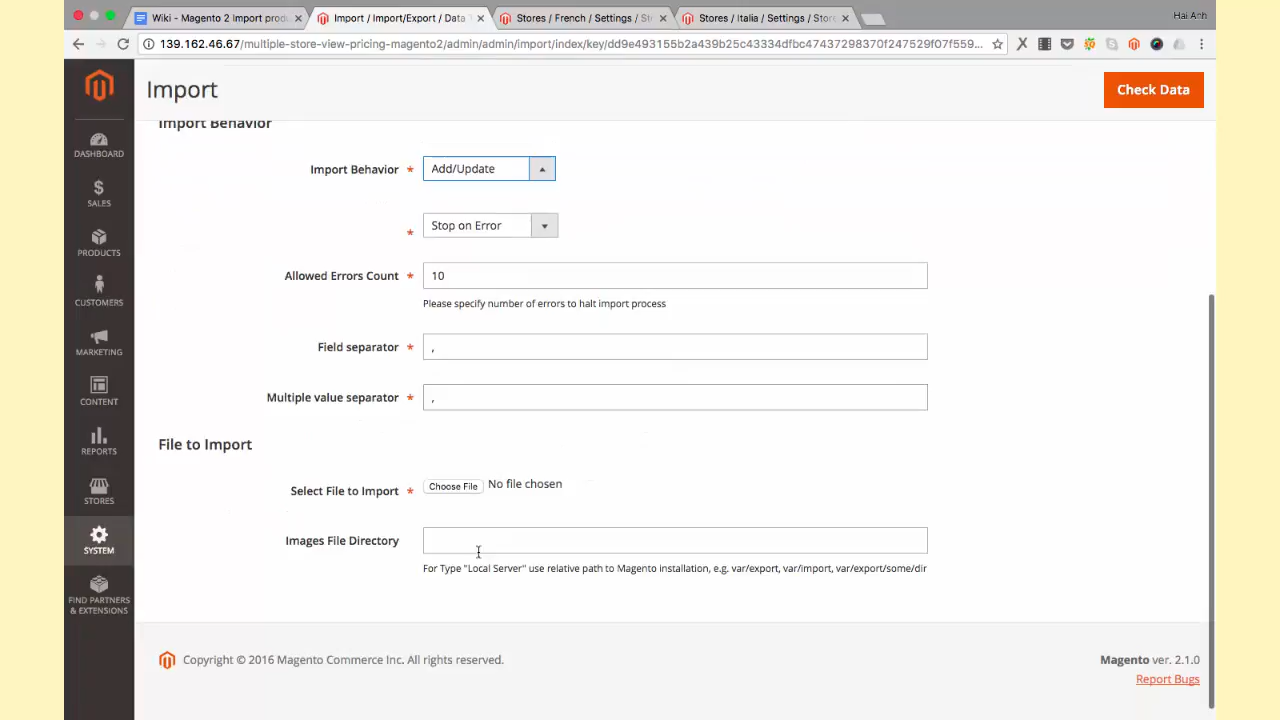 Wiki - Magento 2 Import produ
Import / Import/Export / Data T
Stores / French / Settings / Sto
Stores / Italia / Settings / Store
Hai Anh
139.162.46.67/multiple-store-view-pricing-magento2/admin/admin/import/index/key/dd9e493155b2a439b25c43334dfbc47437298370f247529f07f559...
Import
Check Data
DASHBOARD
SALES
PRODUCTS
CUSTOMERS
MARKETING
CONTENT
REPORTS
STORES
SYSTEM
FIND PARTNERS
& EXTENSIONS
Import Behavior
Import Behavior * Add/Update
* Stop on Error
Allowed Errors Count * 10
Please specify number of errors to halt import process
Field separator * ,
Multiple value separator * ,
File to Import
Select File to Import * Choose File No file chosen
Images File Directory
For Type "Local Server" use relative path to Magento installation, e.g. var/export, var/import, var/export/some/dir
Copyright © 2016 Magento Commerce Inc. All rights reserved.
Magento ver. 2.1.0
Report Bugs